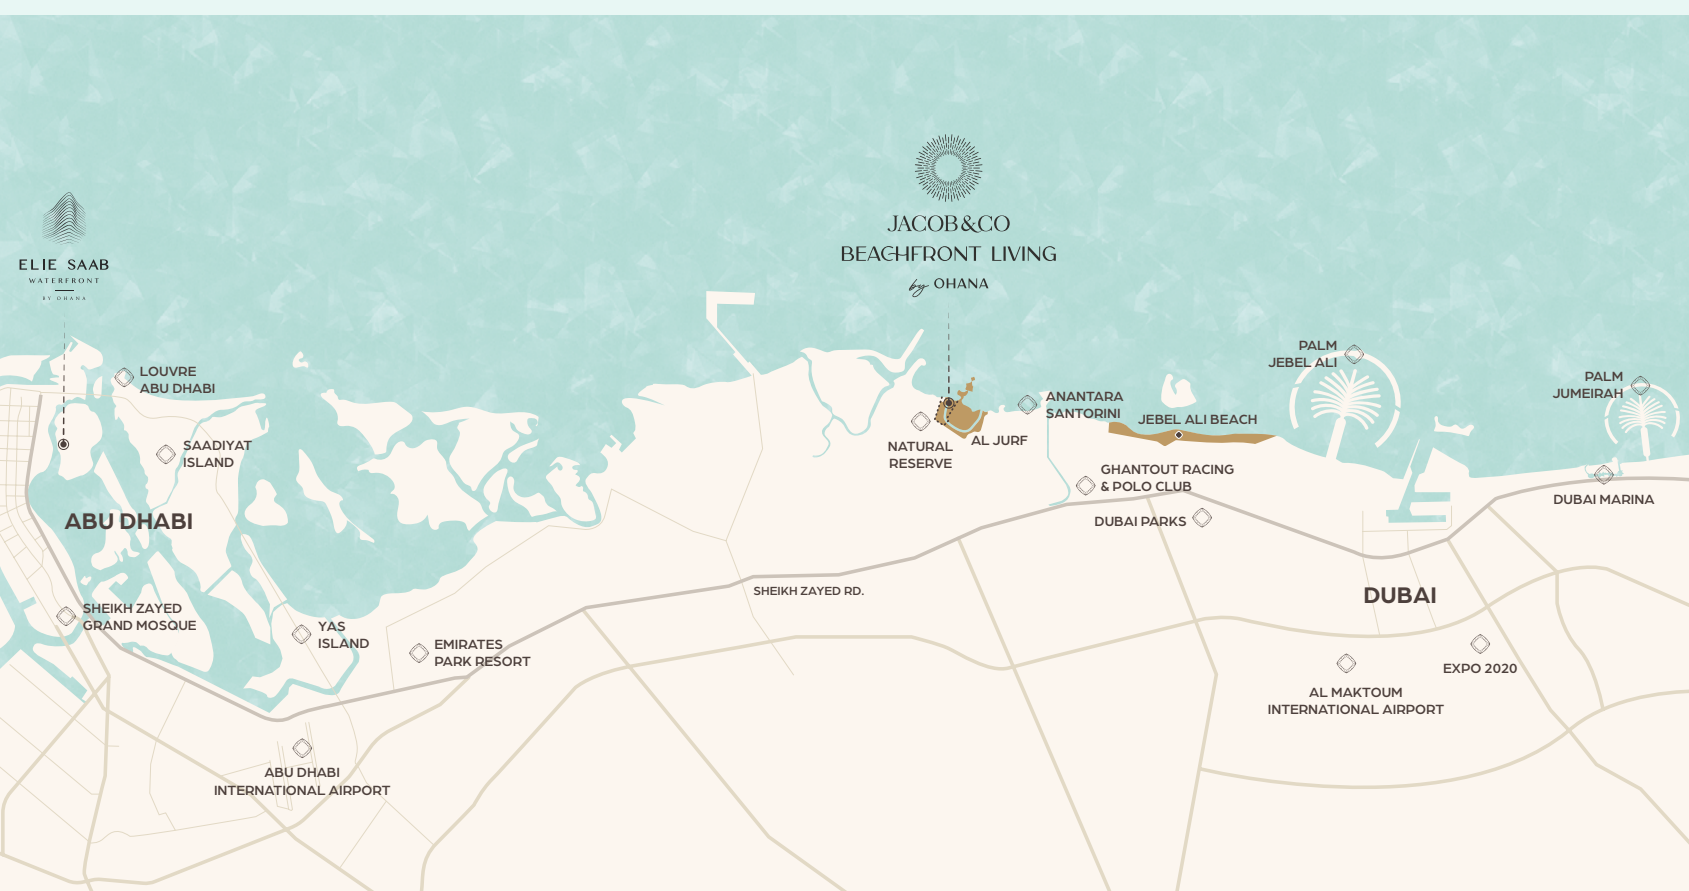 JACOB&CO
BEACHFRONT LIVING
by OHANA
ELIE SAAB
WATERFRONT
BY OHANA
LOUVRE
ABU DHABI
SAADIYAT
ISLAND
ABU DHABI
SHEIKH ZAYED
GRAND MOSQUE
YAS
ISLAND
EMIRATES
PARK RESORT
ABU DHABI
INTERNATIONAL AIRPORT
SHEIKH ZAYED RD.
NATURAL
RESERVE
AL JURF
ANANTARA
SANTORINI
JEBEL ALI BEACH
GHANTOUT RACING
& POLO CLUB
DUBAI PARKS
PALM
JEBEL ALI
PALM
JUMEIRAH
DUBAI MARINA
DUBAI
EXPO 2020
AL MAKTOUM
INTERNATIONAL AIRPORT